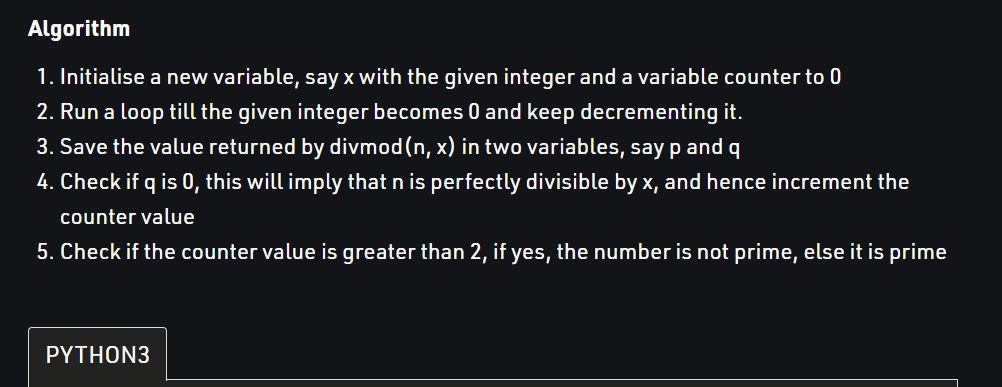 Algorithm
1. Initialise a new variable, say x with the given integer and a variable counter to 0
2. Run a loop till the given integer becomes 0 and keep decrementing it.
3. Save the value returned by divmod(n, x) in two variables, say p and q
4. Check if q is 0, this will imply that n is perfectly divisible by x, and hence increment the
counter value
5. Check if the counter value is greater than 2, if yes, the number is not prime, else it is prime
PYTHON3